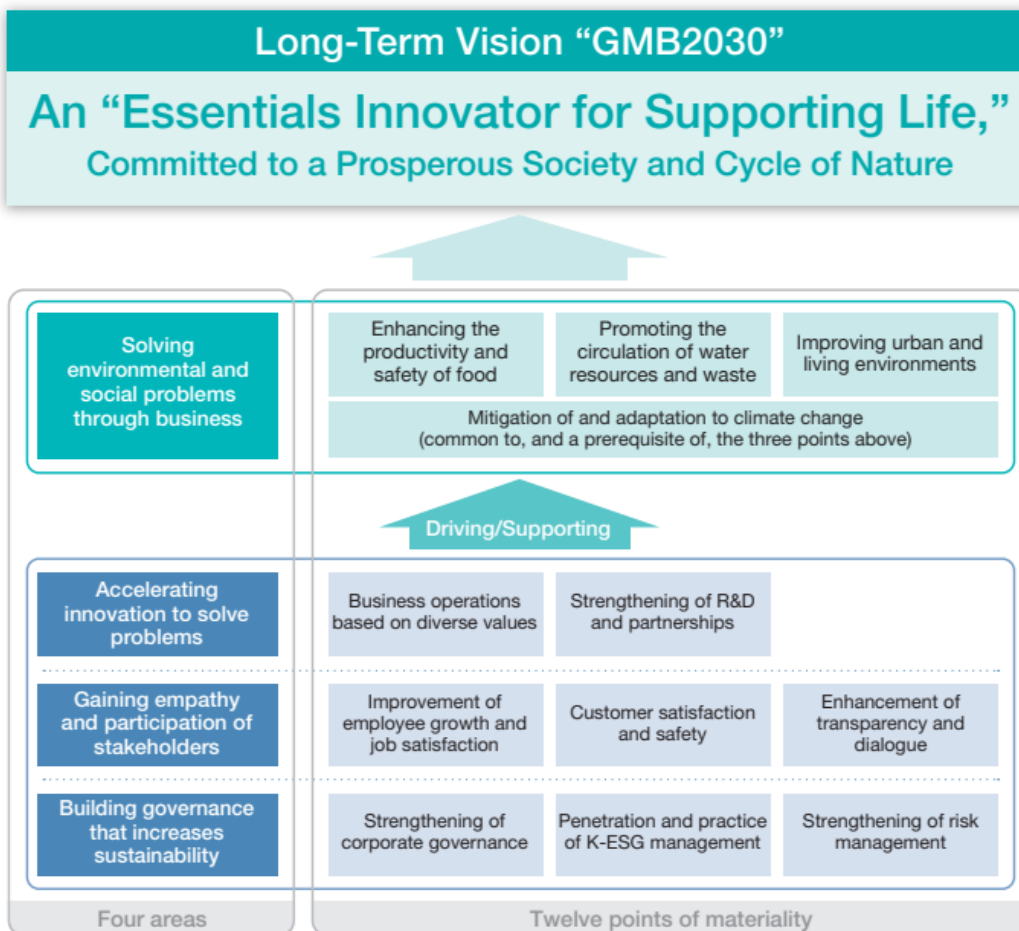 Long-Term Vision “GMB2030”
An “Essentials Innovator for Supporting Life,”
Committed to a Prosperous Society and Cycle of Nature
Solving
environmental and
social problems
through business
Enhancing the
productivity and
safety of food
Promoting the
circulation of water
resources and waste
Improving urban and
living environments
Mitigation of and adaptation to climate change
(common to, and a prerequisite of, the three points above)
Driving/Supporting
Accelerating
innovation to solve
problems
Business operations
based on diverse values
Strengthening of R&D
and partnerships
Gaining empathy
and participation of
stakeholders
Improvement of
employee growth and
job satisfaction
Customer satisfaction
and safety
Enhancement of
transparency and
dialogue
Building governance
that increases
sustainability
Strengthening of
corporate governance
Penetration and practice
of K-ESG management
Strengthening of risk
management
Four areas
Twelve points of materiality